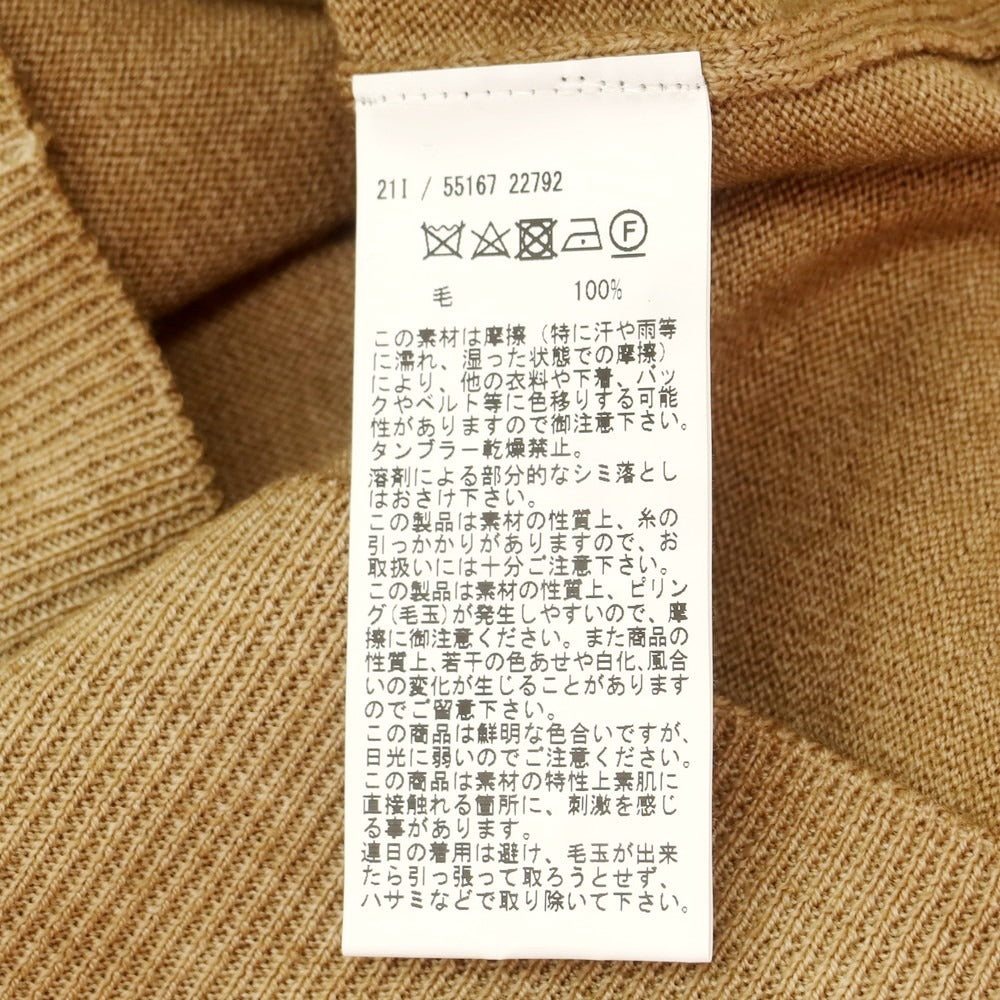 21I / 55167 22792
F
毛 100%
この素材は摩擦（特に汗や雨等
に濡れ、湿った状態での摩擦）
により、他の衣料や下着、バッ
クやベルト等に色移りする可能
性がありますので御注意下さい。
タンブラー乾燥禁止。
溶剤による部分的なシミ落とし
はおさけ下さい。
この製品は素材の性質上、糸の
引っかかりがありますので、お
取扱いには十分ご注意下さい。
この製品は素材の性質上、ピリン
グ(毛玉)が発生しやすいので、摩
擦に御注意ください。また商品の
性質上、若干の色あせや白化、風合
いの変化が生じることがあります
のでご留意下さい。
この商品は鮮明な色合いですが、
日光に弱いのでご注意ください。
この商品は素材の特性上素肌に
直接触れる箇所に、刺激を感じ
る事があります。
連日の着用は避け、毛玉が出来
たら引っ張って取ろうとせず、
ハサミなどで取り除いて下さい。